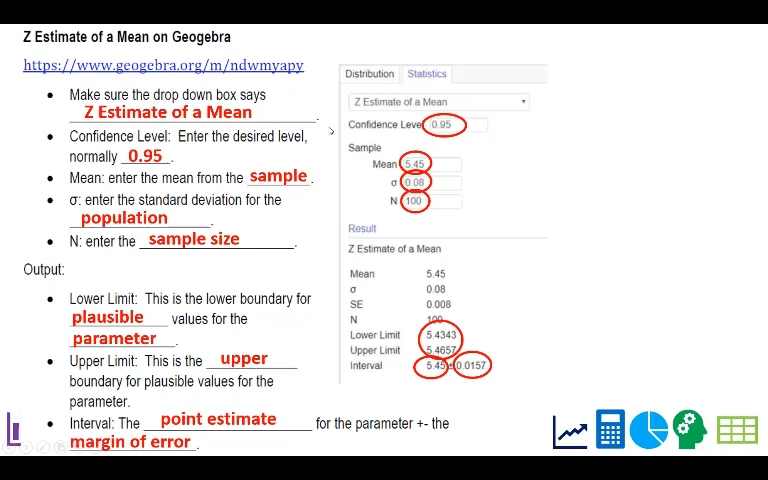 Z Estimate of a Mean on Geogebra
https://www.geogebra.org/m/ndwmyapy
• Make sure the drop down box says
Z Estimate of a Mean.
• Confidence Level: Enter the desired level,
normally 0.95.
• Mean: enter the mean from the sample.
• σ: enter the standard deviation for the
population.
• N: enter the sample size.
Output:
• Lower Limit: This is the lower boundary for
plausible values for the
parameter.
• Upper Limit: This is the upper
boundary for plausible values for the
parameter.
• Interval: The point estimate for the parameter +- the
margin of error.
Distribution Statistics
Z Estimate of a Mean
Confidence Level 0.95
Sample
Mean 5.45
σ 0.08
N 100
Result
Z Estimate of a Mean
Mean 5.45
σ 0.08
SE 0.008
N 100
Lower Limit 5.4343
Upper Limit 5.4657
Interval 5.45 ± 0.0157